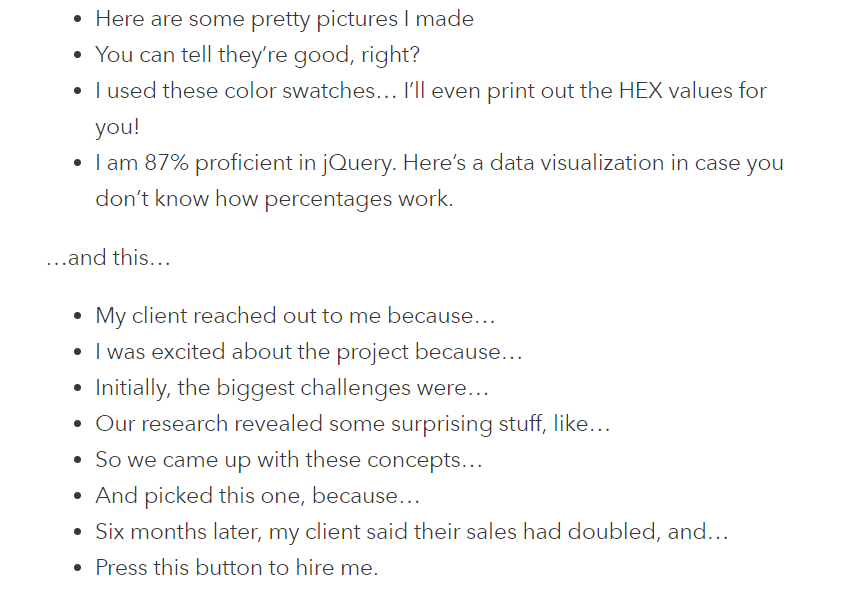 • Here are some pretty pictures I made
• You can tell they’re good, right?
• I used these color swatches… I’ll even print out the HEX values for
you!
• I am 87% proficient in jQuery. Here’s a data visualization in case you
don’t know how percentages work.
…and this…
• My client reached out to me because…
• I was excited about the project because…
• Initially, the biggest challenges were…
• Our research revealed some surprising stuff, like…
• So we came up with these concepts…
• And picked this one, because…
• Six months later, my client said their sales had doubled, and…
• Press this button to hire me.